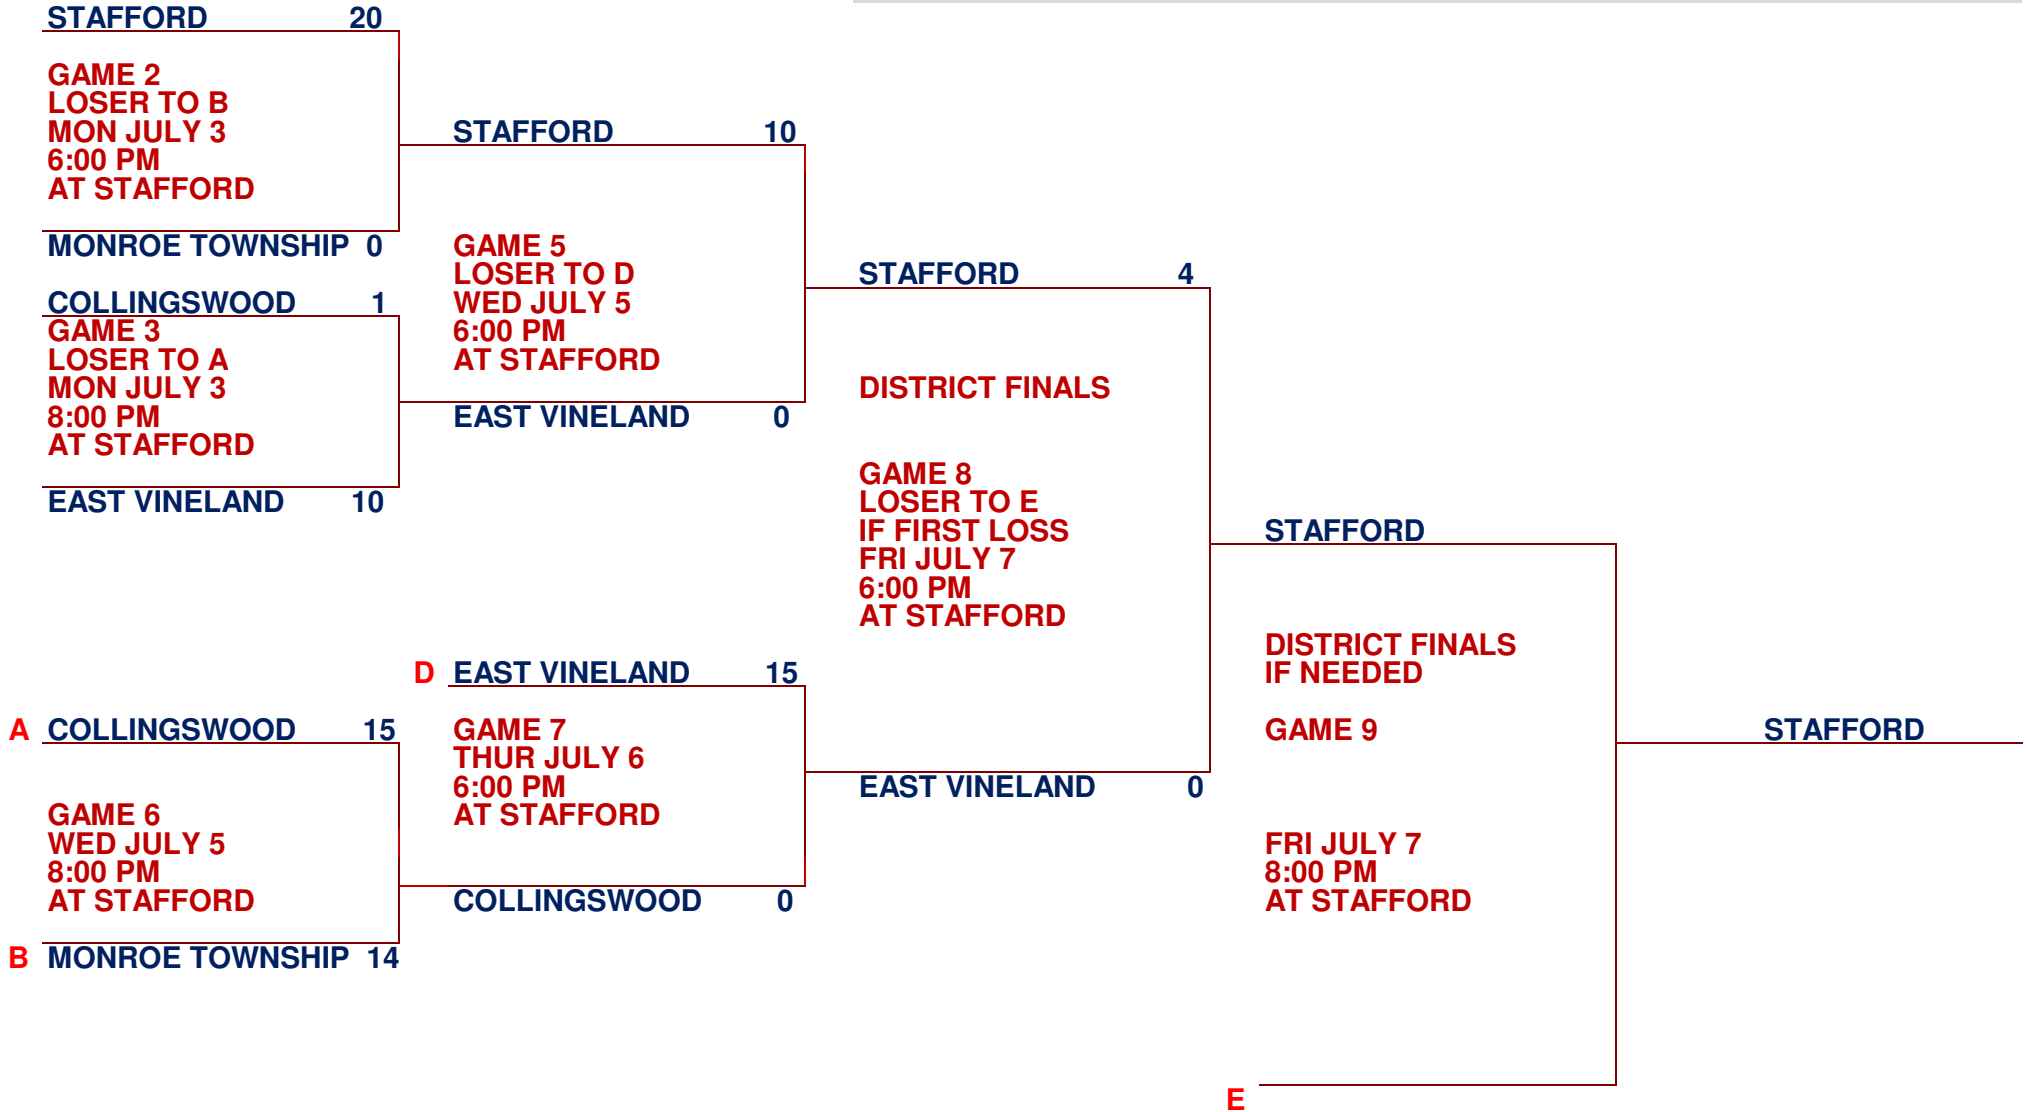 STAFFORD 20
GAME 2
LOSER TO B
MON JULY 3
6:00 PM
AT STAFFORD
MONROE TOWNSHIP 0
COLLINGSWOOD 1
GAME 3
LOSER TO A
MON JULY 3
8:00 PM
AT STAFFORD
EAST VINELAND 10
STAFFORD 10
GAME 5
LOSER TO D
WED JULY 5
6:00 PM
AT STAFFORD
EAST VINELAND 0
STAFFORD 4
DISTRICT FINALS
GAME 8
LOSER TO E
IF FIRST LOSS
FRI JULY 7
6:00 PM
AT STAFFORD
EAST VINELAND 0
A COLLINGSWOOD 15
GAME 6
WED JULY 5
8:00 PM
AT STAFFORD
B MONROE TOWNSHIP 14
D EAST VINELAND 15
GAME 7
THUR JULY 6
6:00 PM
AT STAFFORD
COLLINGSWOOD 0
STAFFORD
DISTRICT FINALS
IF NEEDED
GAME 9
FRI JULY 7
8:00 PM
AT STAFFORD
E
STAFFORD